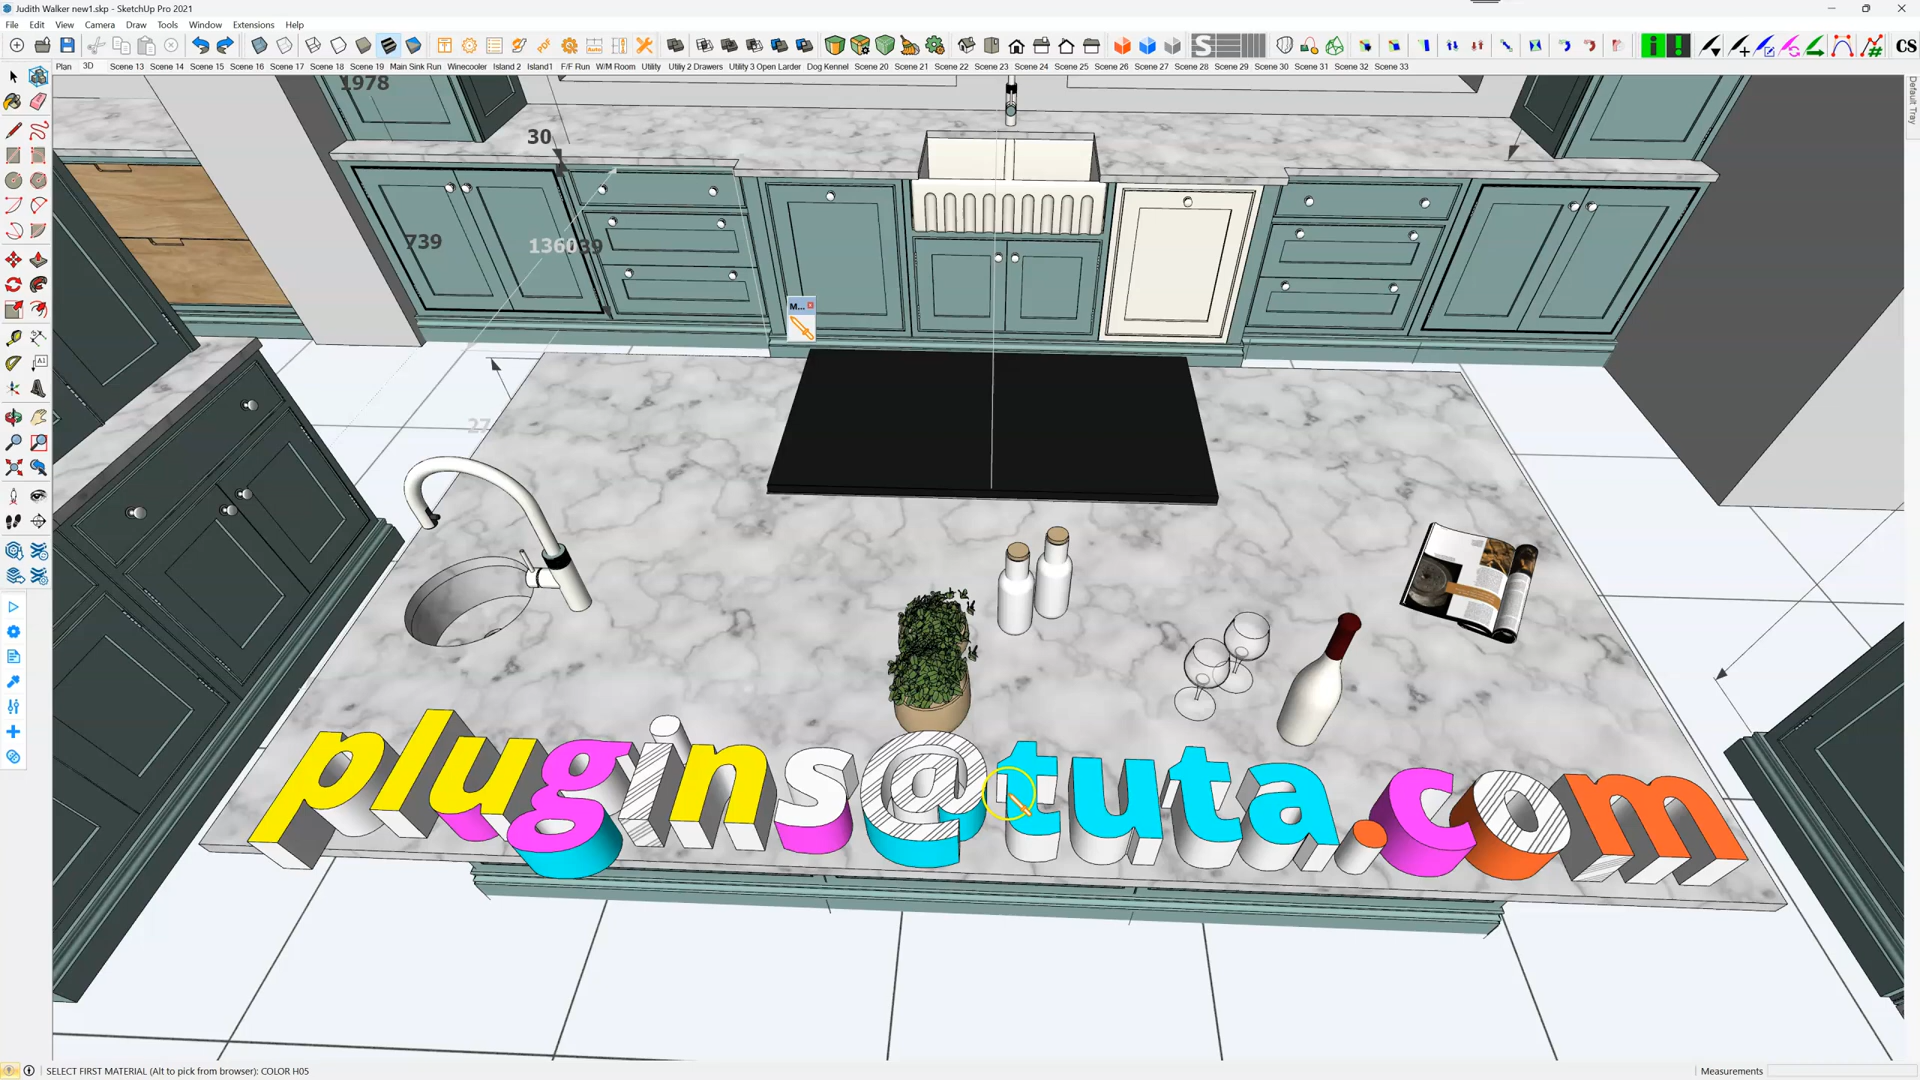 Judith Walker new1.skp - SketchUp Pro 2021
File Edit View Camera Draw Tools Window Extensions Help
Plan 3D Scene 13 Scene 14 Scene 15 Scene 16 Scene 17 Scene 18 Scene 19 Main Sink Run Winecooler Island 2 Island1 F/F Run W/M Room Utility Utiliy 2 Drawers Utility 3 Open Larder Dog Kennel Scene 20 Scene 21 Scene 22 Scene 23 Scene 24 Scene 25 Scene 26 Scene 27 Scene 28 Scene 29 Scene 30 Scene 31 Scene 32 Scene 33
CS
Default Tray
1978
30
739
M...
27
plugins@tuta.com
SELECT FIRST MATERIAL (Alt to pick from browser): COLOR H05
Measurements